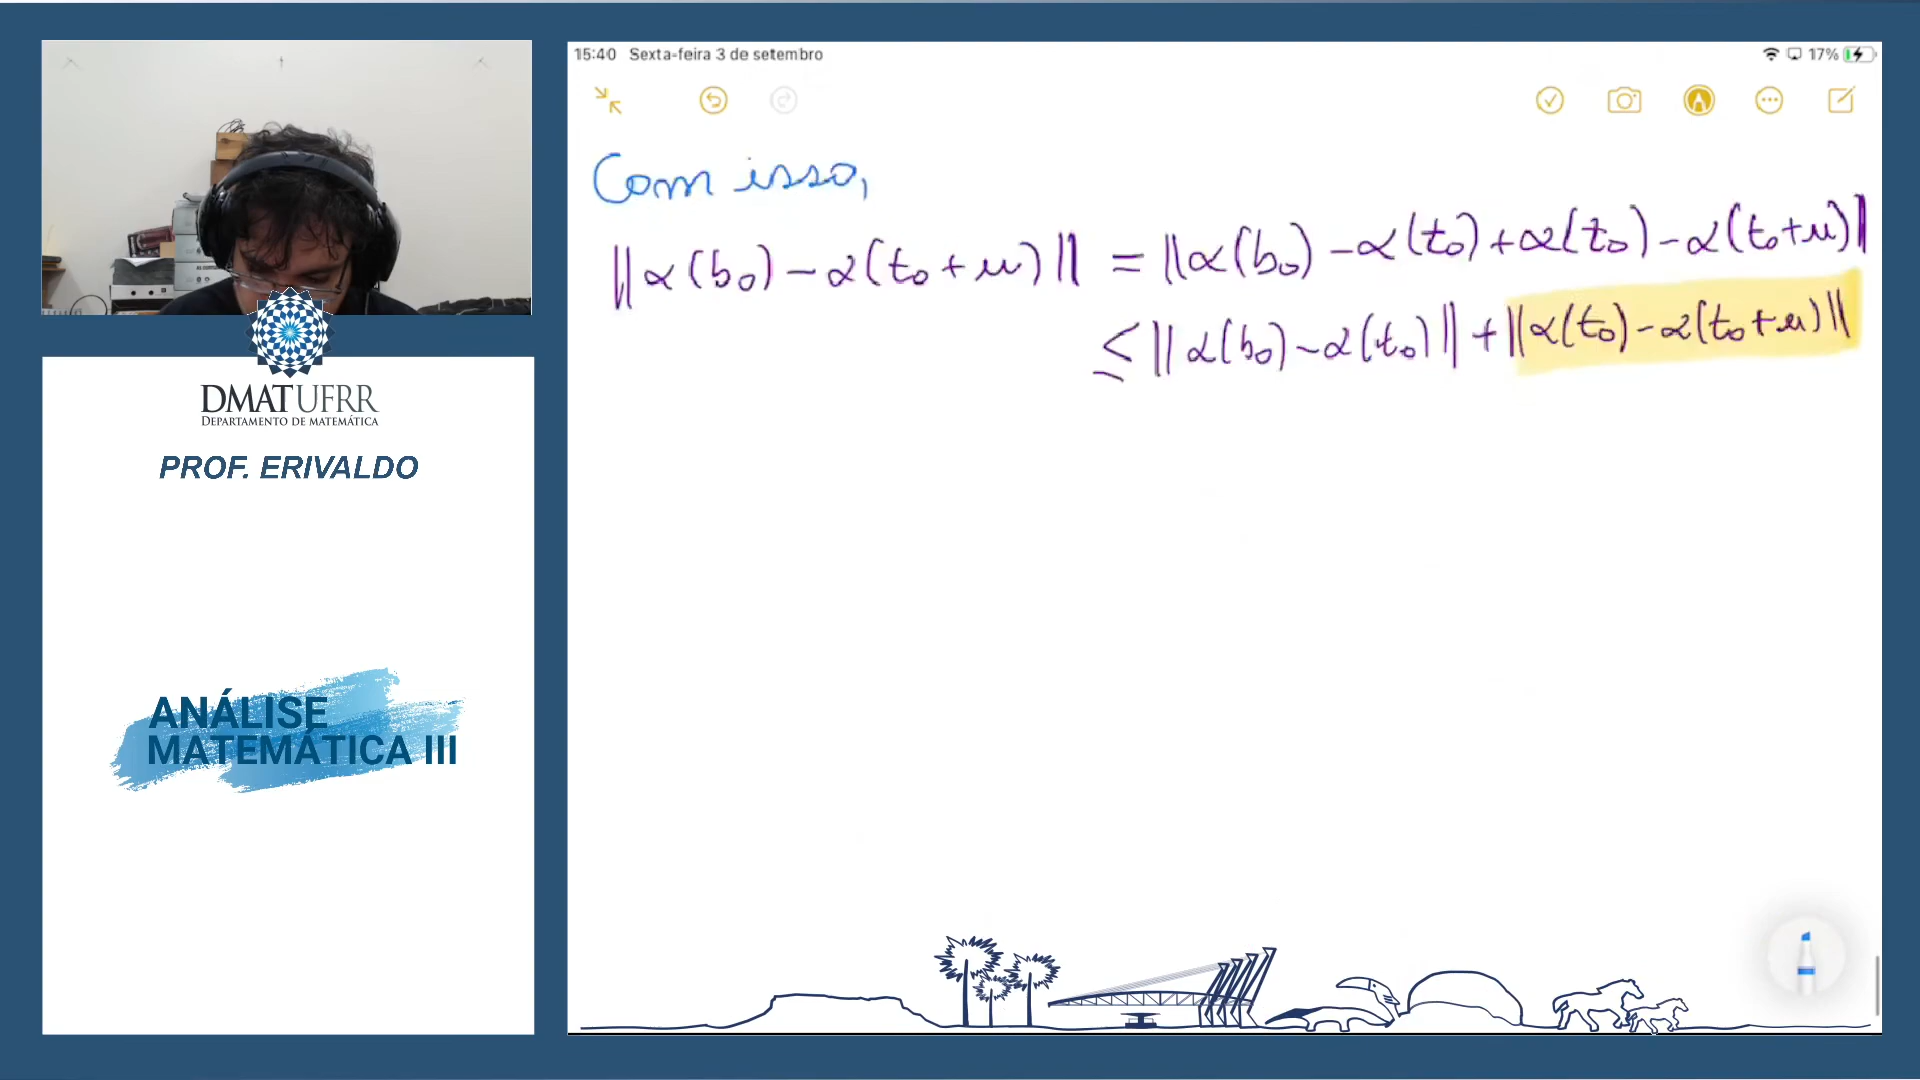 15:40 Sexta-feira 3 de setembro
17%
Com isso,
||α(b₀) - α(t₀ + u)|| = ||α(b₀) - α(t₀) + α(t₀) - α(t₀+u)||
≤ ||α(b₀) - α(t₀)|| + ||α(t₀) - α(t₀+u)||
DMATUFRR
DEPARTAMENTO DE MATEMÁTICA
PROF. ERIVALDO
ANÁLISE
MATEMÁTICA III